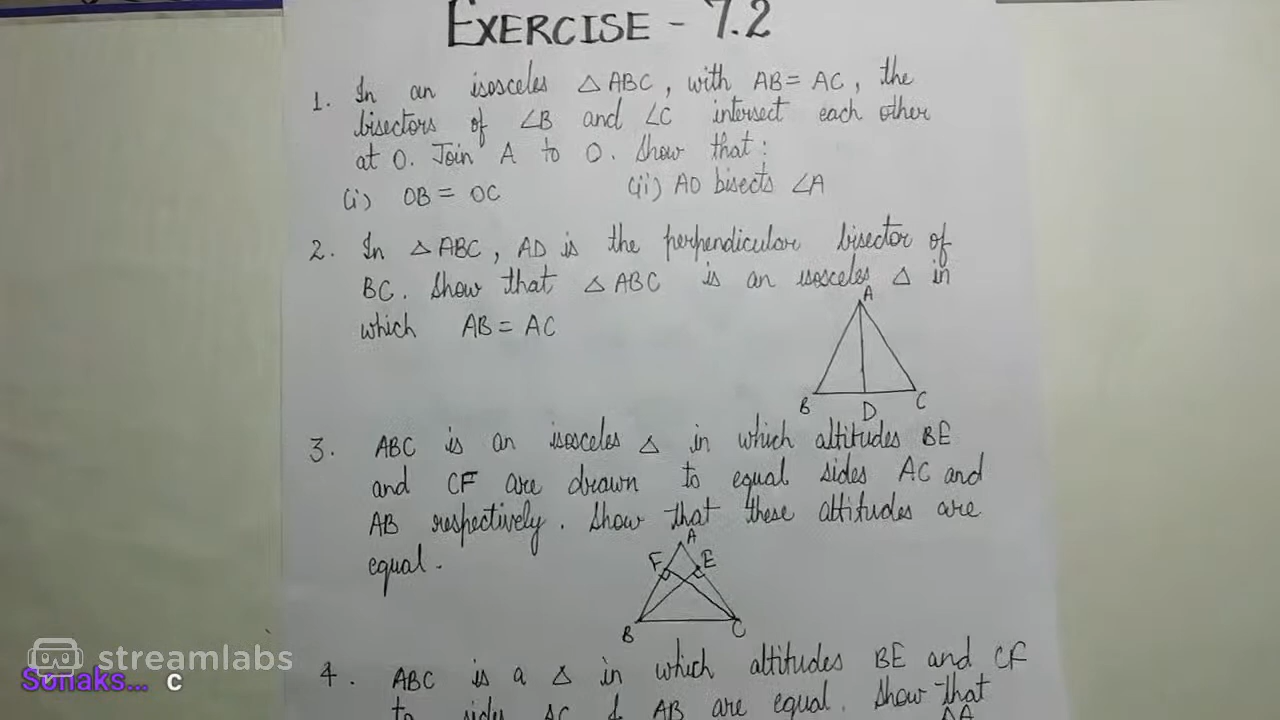 EXERCISE - 7.2
1. In an isosceles △ ABC, with AB = AC, the
bisectors of ∠B and ∠C intersect each other
at O. Join A to O. Show that :
(i) OB = OC (ii) AO bisects ∠A
2. In △ ABC, AD is the perpendicular bisector of
BC. Show that △ ABC is an isosceles △ in
which AB = AC
A
B D C
3. ABC is an isosceles △ in which altitudes BE
and CF are drawn to equal sides AC and
AB respectively. Show that these altitudes are
equal.
A
F E
B C
4. ABC is a △ in which altitudes BE and CF
to sides AC & AB are equal. Show that
streamlabs
Sonaks... C